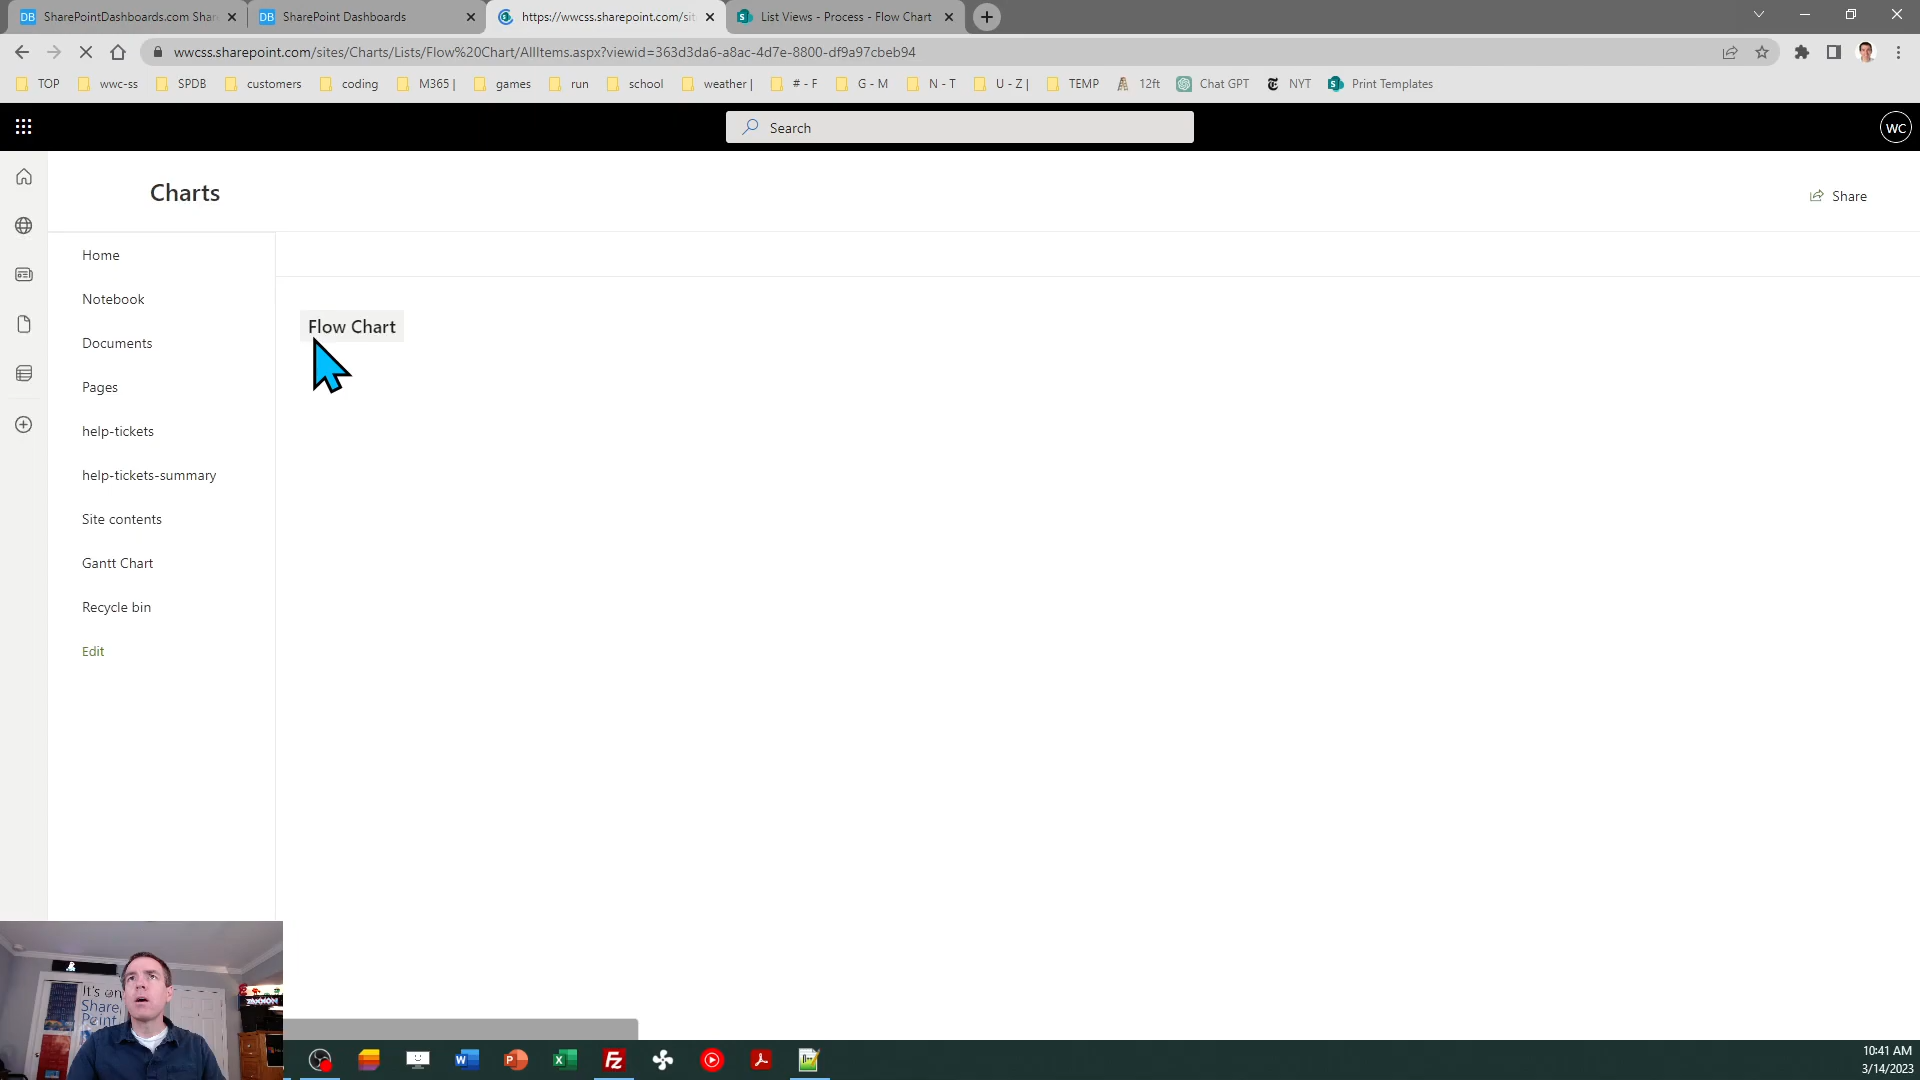 SharePointDashboards.com Shar
SharePoint Dashboards
https://wwcss.sharepoint.com/sit
List Views - Process - Flow Chart
wwcss.sharepoint.com/sites/Charts/Lists/Flow%20Chart/AllItems.aspx?viewid=363d3da6-a8ac-4d7e-8800-df9a97cbeb94
TOP
wwc-ss
SPDB
customers
coding
M365 |
games
run
school
weather |
# - F
G - M
N - T
U - Z |
TEMP
12ft
Chat GPT
NYT
Print Templates
Search
WC
Charts
Share
Home
Notebook
Documents
Pages
help-tickets
help-tickets-summary
Site contents
Gantt Chart
Recycle bin
Edit
Flow Chart
It's on
Share
Point
10:41 AM
3/14/2023